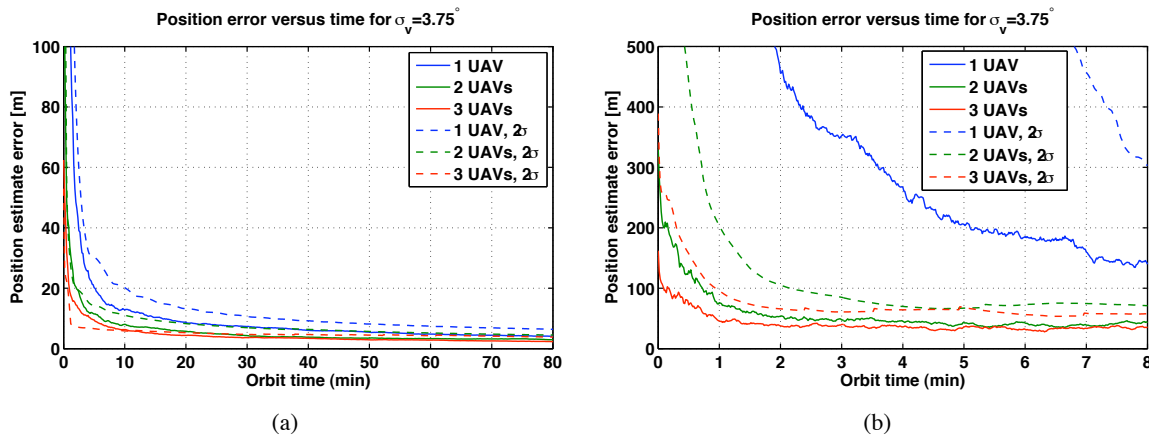 Position error versus time for σv=3.75°
Position estimate error [m]
100
80
60
40
20
0
1 UAV
2 UAVs
3 UAVs
1 UAV, 2σ
2 UAVs, 2σ
3 UAVs, 2σ
0 10 20 30 40 50 60 70 80
Orbit time (min)
(a)
Position error versus time for σv=3.75°
Position estimate error [m]
500
400
300
200
100
0
1 UAV
2 UAVs
3 UAVs
1 UAV, 2σ
2 UAVs, 2σ
3 UAVs, 2σ
0 1 2 3 4 5 6 7 8
Orbit time (min)
(b)